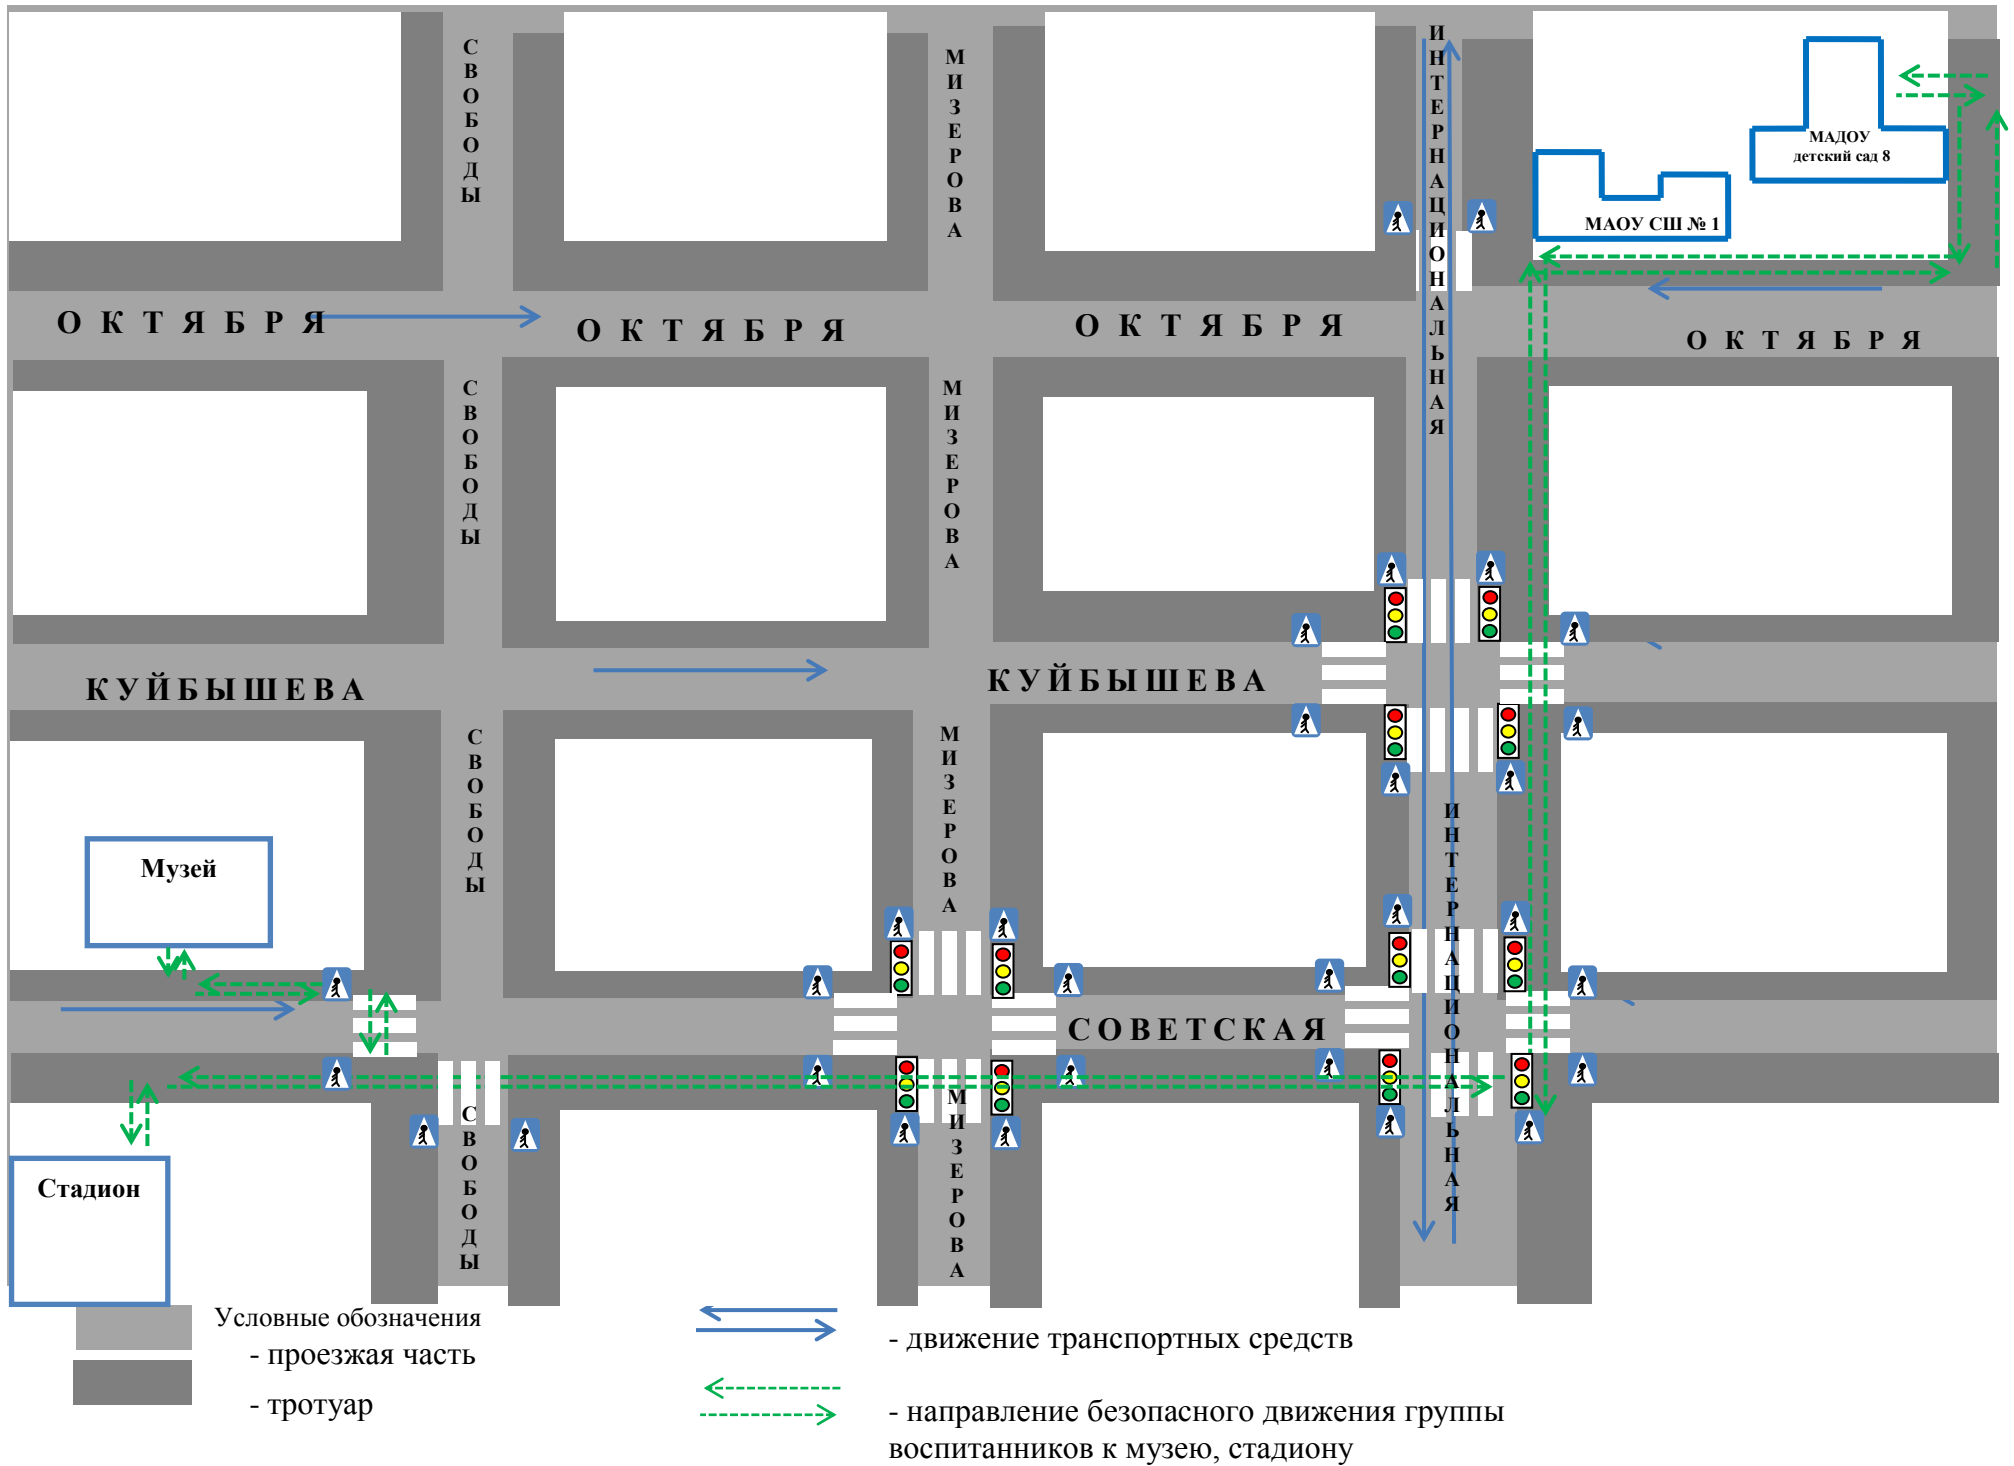 СВОБОДЫ
МИЗЕРОВА
ИНТЕРНАЦИОНАЛЬНАЯ
МАДОУ
детский сад 8
МАОУ СШ № 1
ОКТЯБРЯ
ОКТЯБРЯ
ОКТЯБРЯ
ОКТЯБРЯ
СВОБОДЫ
МИЗЕРОВА
КУЙБЫШЕВА
КУЙБЫШЕВА
СВОБОДЫ
МИЗЕРОВА
ИНТЕРНАЦИОНАЛЬНАЯ
Музей
СОВЕТСКАЯ
СВОБОДЫ
МИЗЕРОВА
Стадион
Условные обозначения
- проезжая часть
- тротуар
- движение транспортных средств
- направление безопасного движения группы
воспитанников к музею, стадиону